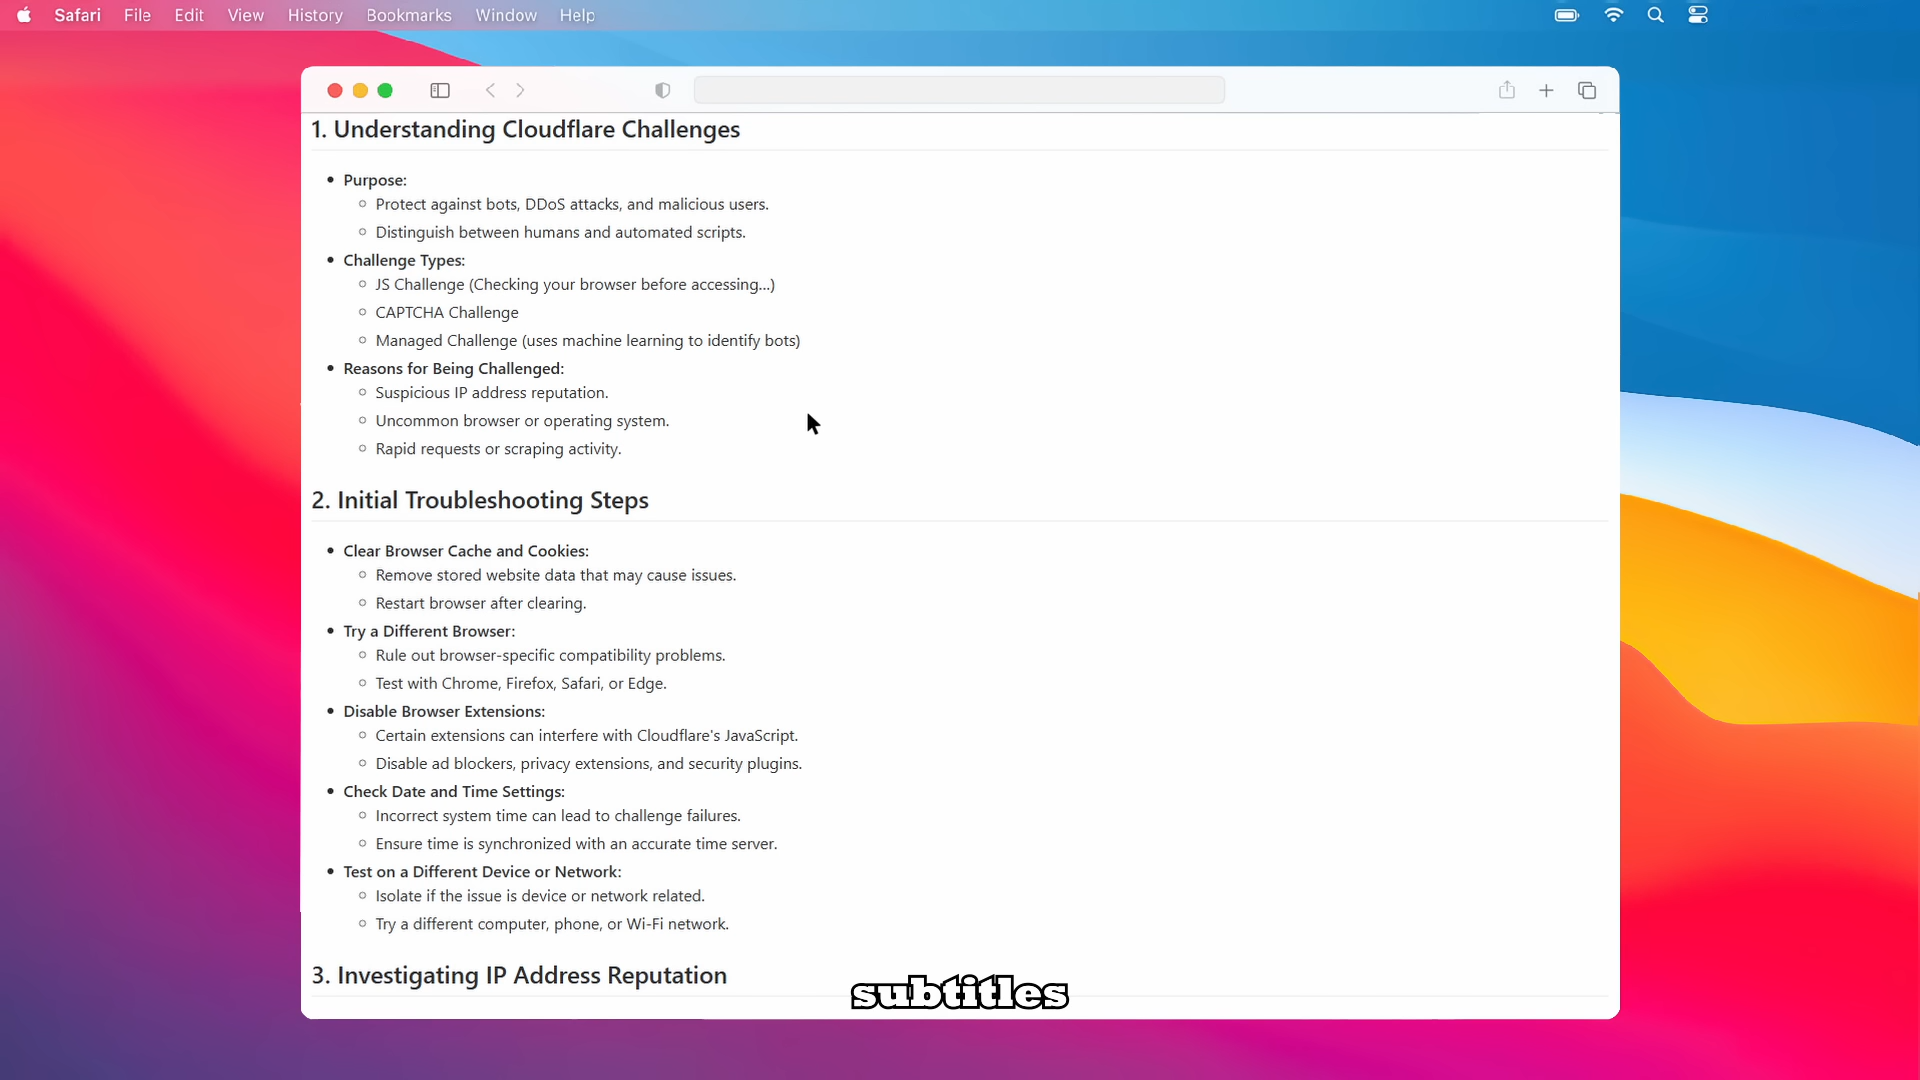 Safari File Edit View History Bookmarks Window Help
1. Understanding Cloudflare Challenges
• Purpose:
◦ Protect against bots, DDoS attacks, and malicious users.
◦ Distinguish between humans and automated scripts.
• Challenge Types:
◦ JS Challenge (Checking your browser before accessing...)
◦ CAPTCHA Challenge
◦ Managed Challenge (uses machine learning to identify bots)
• Reasons for Being Challenged:
◦ Suspicious IP address reputation.
◦ Uncommon browser or operating system.
◦ Rapid requests or scraping activity.
2. Initial Troubleshooting Steps
• Clear Browser Cache and Cookies:
◦ Remove stored website data that may cause issues.
◦ Restart browser after clearing.
• Try a Different Browser:
◦ Rule out browser-specific compatibility problems.
◦ Test with Chrome, Firefox, Safari, or Edge.
• Disable Browser Extensions:
◦ Certain extensions can interfere with Cloudflare's JavaScript.
◦ Disable ad blockers, privacy extensions, and security plugins.
• Check Date and Time Settings:
◦ Incorrect system time can lead to challenge failures.
◦ Ensure time is synchronized with an accurate time server.
• Test on a Different Device or Network:
◦ Isolate if the issue is device or network related.
◦ Try a different computer, phone, or Wi-Fi network.
3. Investigating IP Address Reputation
subtitles